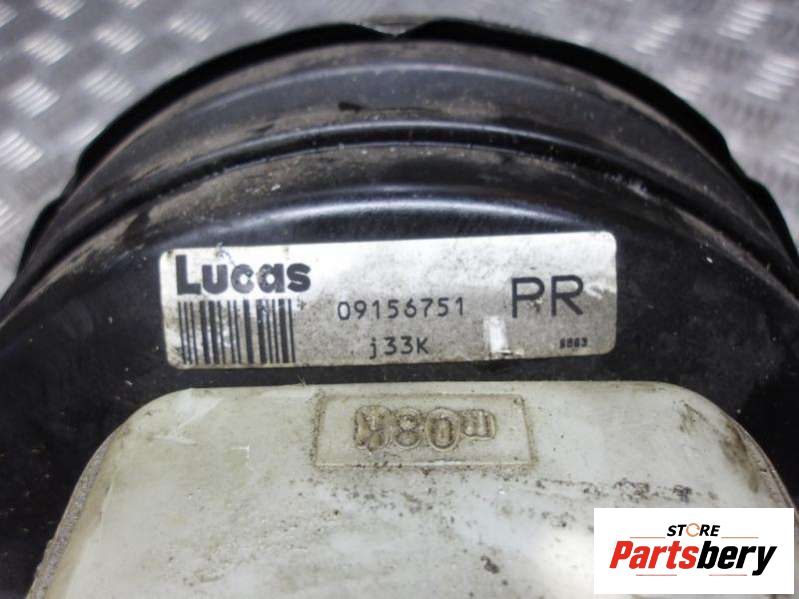 Lucas
09156751 PR
j33K
STORE
Partsbery